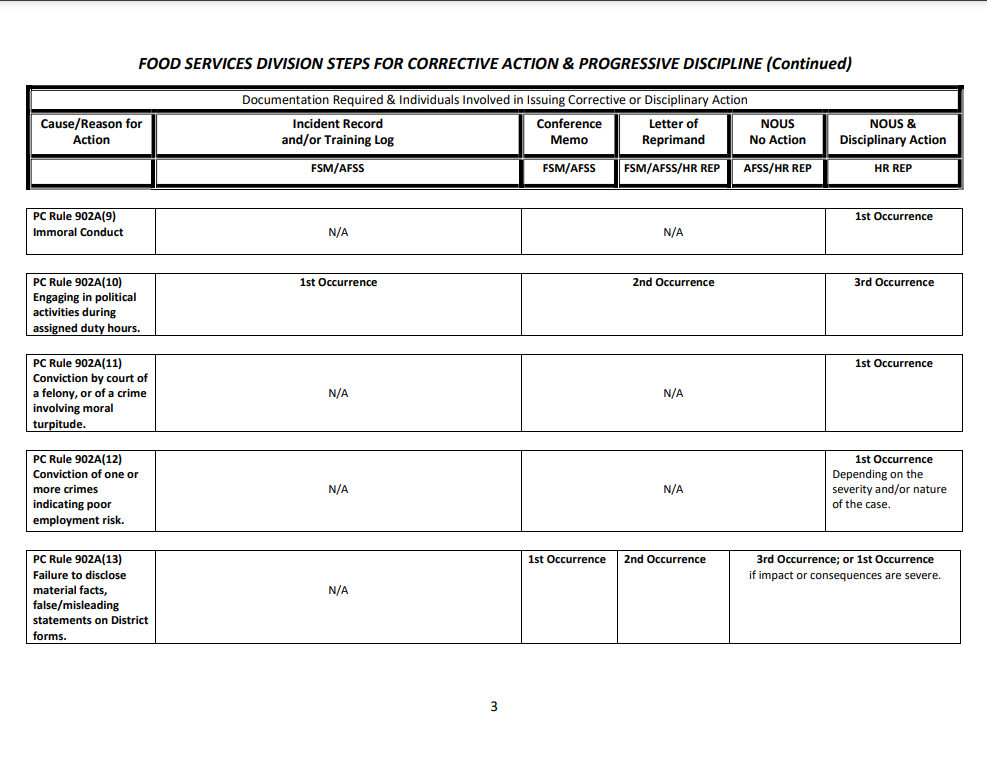 FOOD SERVICES DIVISION STEPS FOR CORRECTIVE ACTION & PROGRESSIVE DISCIPLINE (Continued)
Documentation Required & Individuals Involved in Issuing Corrective or Disciplinary Action
Cause/Reason for
Action
Incident Record
and/or Training Log
Conference
Memo
Letter of
Reprimand
NOUS
No Action
NOUS &
Disciplinary Action
FSM/AFSS
FSM/AFSS
FSM/AFSS/HR REP
AFSS/HR REP
HR REP
PC Rule 902A(9)
Immoral Conduct
N/A
N/A
1st Occurrence
PC Rule 902A(10)
Engaging in political
activities during
assigned duty hours.
1st Occurrence
2nd Occurrence
3rd Occurrence
PC Rule 902A(11)
Conviction by court of
a felony, or of a crime
involving moral
turpitude.
N/A
N/A
1st Occurrence
PC Rule 902A(12)
Conviction of one or
more crimes
indicating poor
employment risk.
N/A
N/A
1st Occurrence
Depending on the
severity and/or nature
of the case.
PC Rule 902A(13)
Failure to disclose
material facts,
false/misleading
statements on District
forms.
N/A
1st Occurrence
2nd Occurrence
3rd Occurrence; or 1st Occurrence
if impact or consequences are severe.
3